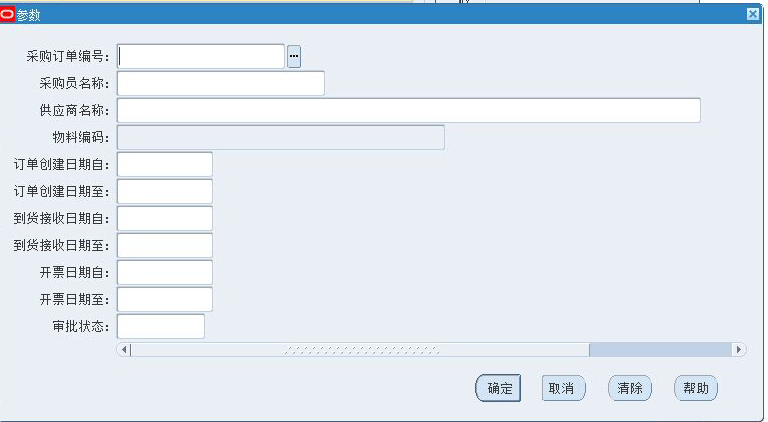 参数
采购订单编号：
采购员名称：
供应商名称：
物料编码：
订单创建日期自：
订单创建日期至：
到货接收日期自：
到货接收日期至：
开票日期自：
开票日期至：
审批状态：
确定 取消 清除 帮助